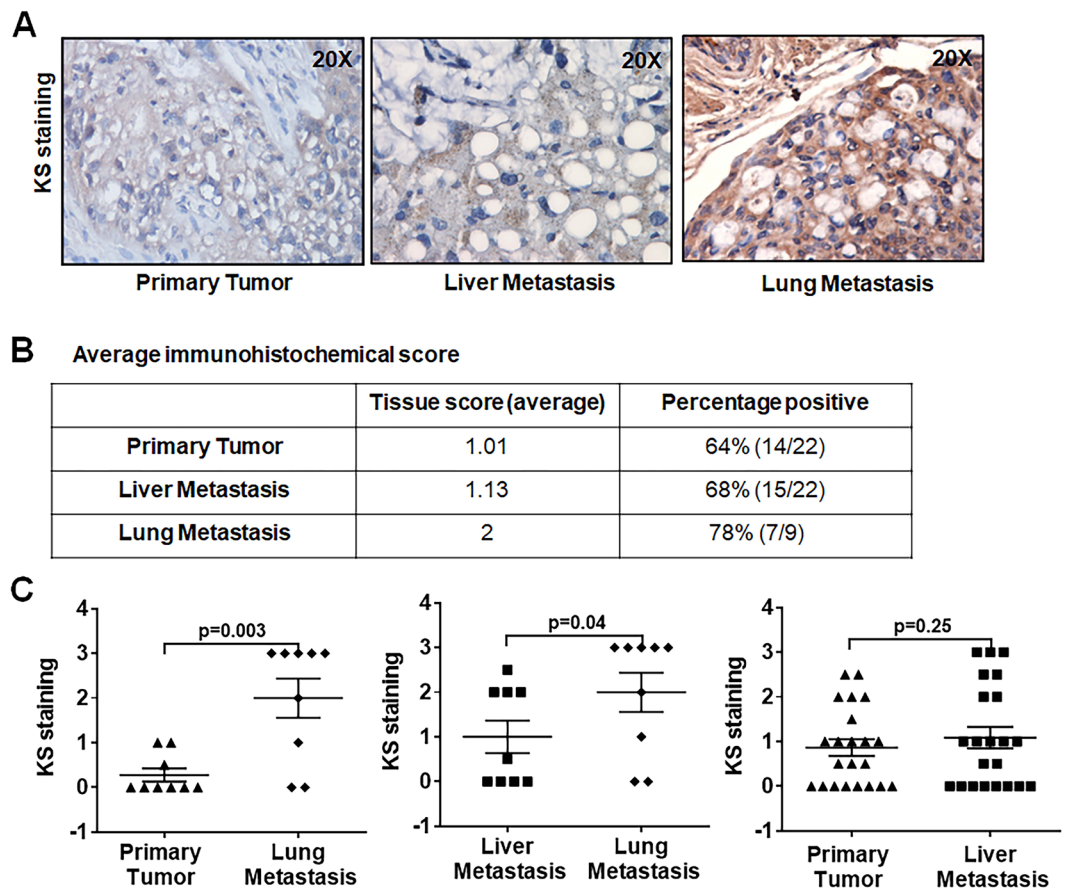 A
KS staining
20X
20X
20X
Primary Tumor
Liver Metastasis
Lung Metastasis
B
Average immunohistochemical score
Tissue score (average)
Percentage positive
Primary Tumor
1.01
64% (14/22)
Liver Metastasis
1.13
68% (15/22)
Lung Metastasis
2
78% (7/9)
C
KS staining
4
3
2
1
0
-1
p=0.003
Primary
Tumor
Lung
Metastasis
KS staining
4
3
2
1
0
-1
p=0.04
Liver
Metastasis
Lung
Metastasis
KS staining
4
3
2
1
0
-1
p=0.25
Primary
Tumor
Liver
Metastasis